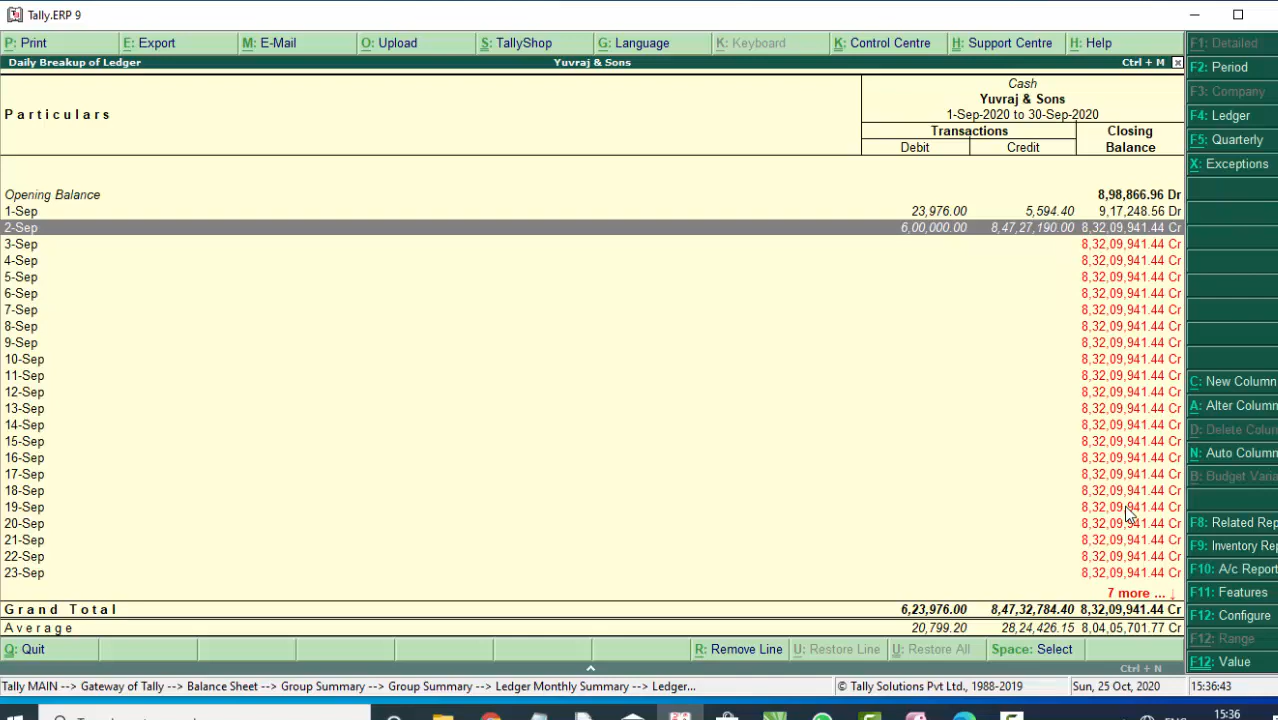 Tally.ERP 9
P: Print E: Export M: E-Mail O: Upload S: TallyShop G: Language K: Keyboard K: Control Centre H: Support Centre H: Help F1: Detailed
Daily Breakup of Ledger Yuvraj & Sons Ctrl + M x
F2: Period
F3: Company
F4: Ledger
F5: Quarterly
X: Exceptions
Particulars
Cash
Yuvraj & Sons
1-Sep-2020 to 30-Sep-2020
Transactions Closing
Debit Credit Balance
Opening Balance 8,98,866.96 Dr
1-Sep 23,976.00 5,594.40 9,17,248.56 Dr
2-Sep 6,00,000.00 8,47,27,190.00 8,32,09,941.44 Cr
3-Sep 8,32,09,941.44 Cr
4-Sep 8,32,09,941.44 Cr
5-Sep 8,32,09,941.44 Cr
6-Sep 8,32,09,941.44 Cr
7-Sep 8,32,09,941.44 Cr
8-Sep 8,32,09,941.44 Cr
9-Sep 8,32,09,941.44 Cr
10-Sep 8,32,09,941.44 Cr
11-Sep 8,32,09,941.44 Cr
12-Sep 8,32,09,941.44 Cr
13-Sep 8,32,09,941.44 Cr
14-Sep 8,32,09,941.44 Cr
15-Sep 8,32,09,941.44 Cr
16-Sep 8,32,09,941.44 Cr
17-Sep 8,32,09,941.44 Cr
18-Sep 8,32,09,941.44 Cr
19-Sep 8,32,09,941.44 Cr
20-Sep 8,32,09,941.44 Cr
21-Sep 8,32,09,941.44 Cr
22-Sep 8,32,09,941.44 Cr
23-Sep 8,32,09,941.44 Cr
7 more ... ↓
Grand Total 6,23,976.00 8,47,32,784.40 8,32,09,941.44 Cr
Average 20,799.20 28,24,426.15 8,04,05,701.77 Cr
C: New Column
A: Alter Column
D: Delete Colu
N: Auto Column
B: Budget Varia
F8: Related Rep
F9: Inventory Rep
F10: A/c Report
F11: Features
F12: Configure
F12: Range
F12: Value
Q: Quit R: Remove Line U: Restore Line U: Restore All Space: Select
Ctrl + N
Tally MAIN --> Gateway of Tally --> Balance Sheet --> Group Summary --> Group Summary --> Ledger Monthly Summary --> Ledger... © Tally Solutions Pvt Ltd., 1988-2019 Sun, 25 Oct, 2020 15:36:43
15:36